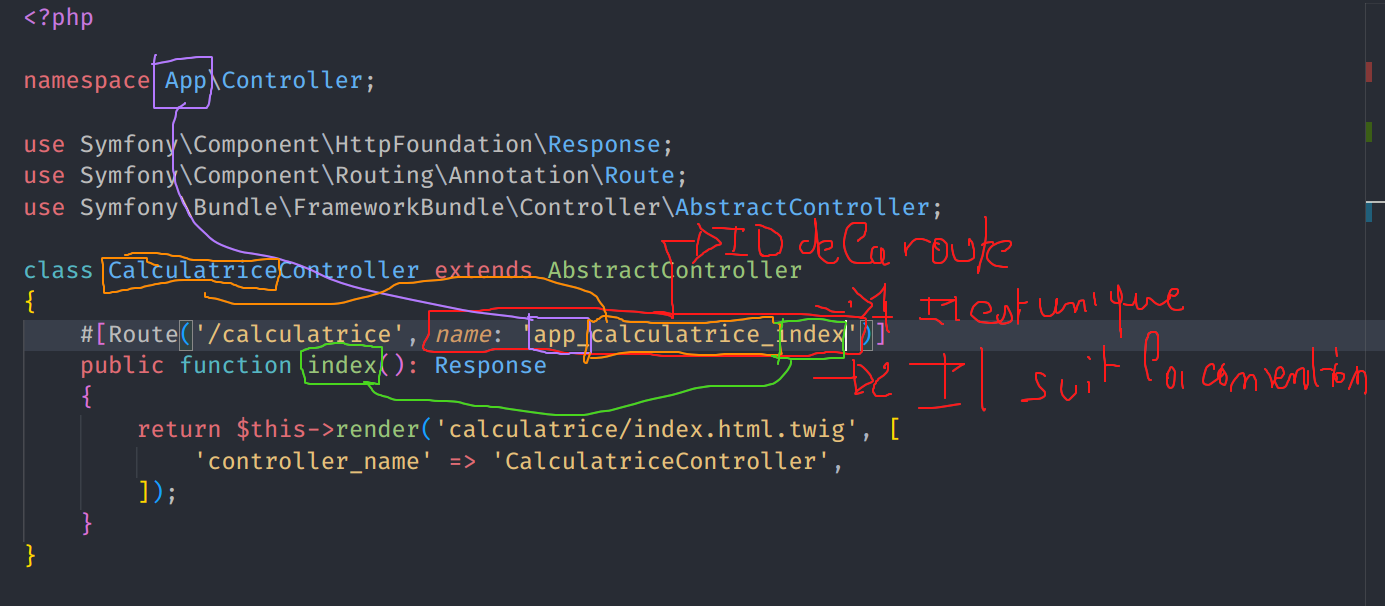 <?php
namespace App\Controller;
use Symfony\Component\HttpFoundation\Response;
use Symfony\Component\Routing\Annotation\Route;
use Symfony\Bundle\FrameworkBundle\Controller\AbstractController;
ID de la route
class CalculatriceController extends AbstractController
{
1 Il est unique
#[Route('/calculatrice', name: 'app_calculatrice_index')]
public function index(): Response
2 Il suit la convention
{
return $this->render('calculatrice/index.html.twig', [
'controller_name' => 'CalculatriceController',
]);
}
}